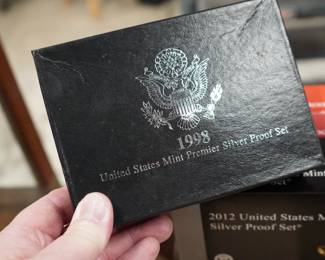 1998
United States Mint Premier Silver Proof Set
2012 United States M
Silver Proof Set®